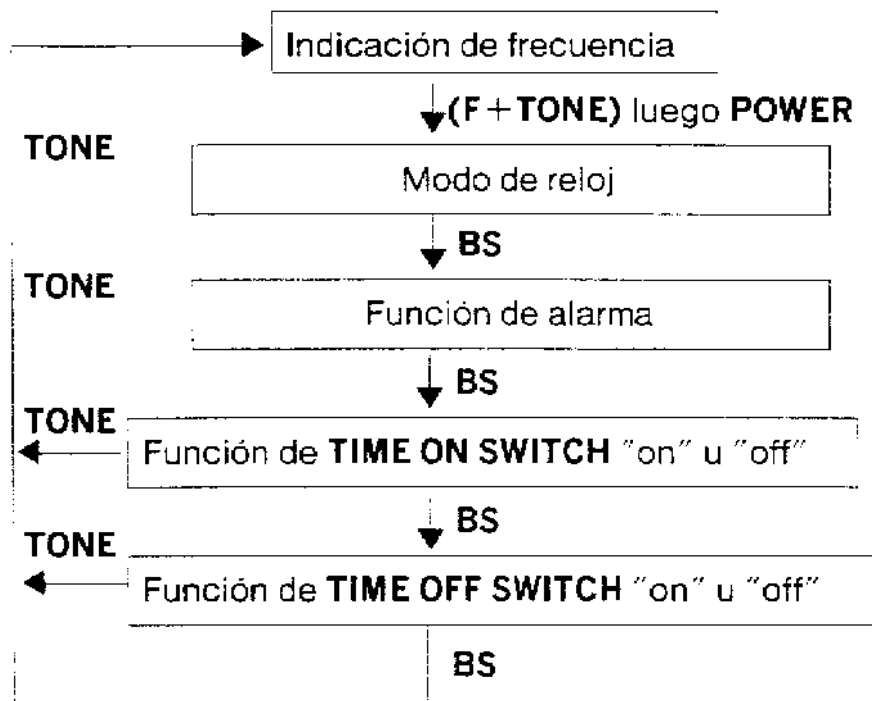 Indicación de frecuencia
(F+TONE) luego POWER
TONE
Modo de reloj
BS
TONE
Función de alarma
BS
TONE
Función de TIME ON SWITCH "on" u "off"
BS
TONE
Función de TIME OFF SWITCH "on" u "off"
BS